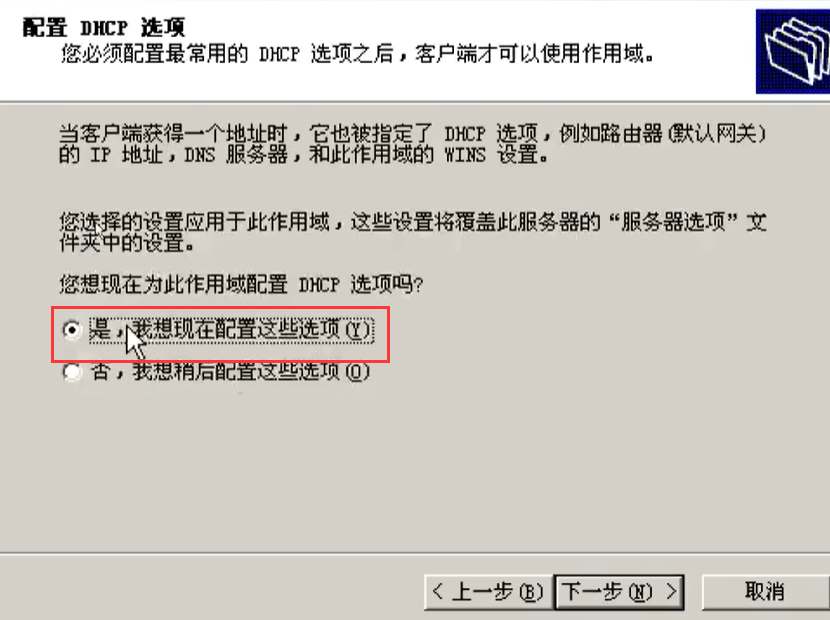 配置 DHCP 选项
您必须配置最常用的 DHCP 选项之后，客户端才可以使用作用域。
当客户端获得一个地址时，它也被指定了 DHCP 选项，例如路由器(默认网关)
的 IP 地址，DNS 服务器，和此作用域的 WINS 设置。
您选择的设置应用于此作用域，这些设置将覆盖此服务器的“服务器选项”文
件夹中的设置。
您想现在为此作用域配置 DHCP 选项吗?
是，我想现在配置这些选项(Y)
否，我想稍后配置这些选项(O)
< 上一步(B) 下一步(N) > 取消